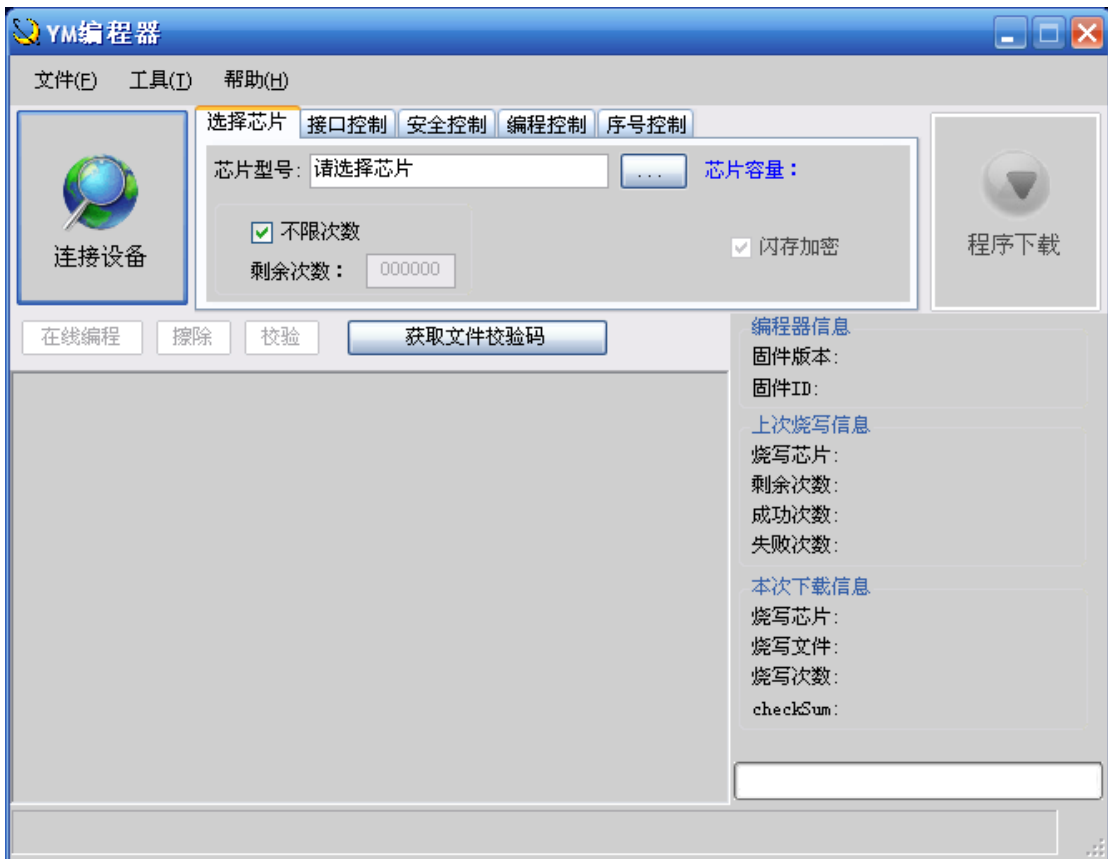 YM编程器
文件(F) 工具(T) 帮助(H)
连接设备
选择芯片 接口控制 安全控制 编程控制 序号控制
芯片型号: 请选择芯片 ... 芯片容量：
不限次数
剩余次数： 000000
闪存加密
程序下载
在线编程 擦除 校验 获取文件校验码
编程器信息
固件版本:
固件ID:
上次烧写信息
烧写芯片:
剩余次数:
成功次数:
失败次数:
本次下载信息
烧写芯片:
烧写文件:
烧写次数:
checkSum: